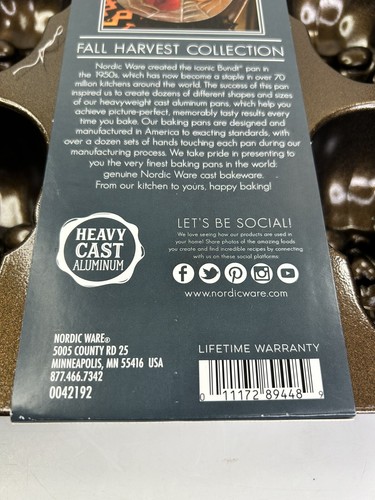 FALL HARVEST COLLECTION
Nordic Ware created the iconic Bundt® pan in
the 1950s, which has now become a staple in over 70
million kitchens around the world. The success of this pan
inspired us to create dozens of different shapes and sizes
of our heavyweight cast aluminum pans, which help you
achieve picture-perfect, memorably tasty results every
time you bake. Our baking pans are designed and
manufactured in America to exacting standards, with
over a dozen sets of hands touching each pan during our
manufacturing process. We take pride in presenting to
you the very finest baking pans in the world:
genuine Nordic Ware cast bakeware.
From our kitchen to yours, happy baking!
HEAVY
CAST
ALUMINUM
LET'S BE SOCIAL!
We love seeing how our products are used in
your home! Share photos of the amazing foods
you create and find incredible recipes by connecting
with us on these social platforms.
www.nordicware.com
NORDIC WARE®
5005 COUNTY RD 25
MINNEAPOLIS, MN 55416 USA
877.466.7342
0042192
LIFETIME WARRANTY
0 11172 89448 9